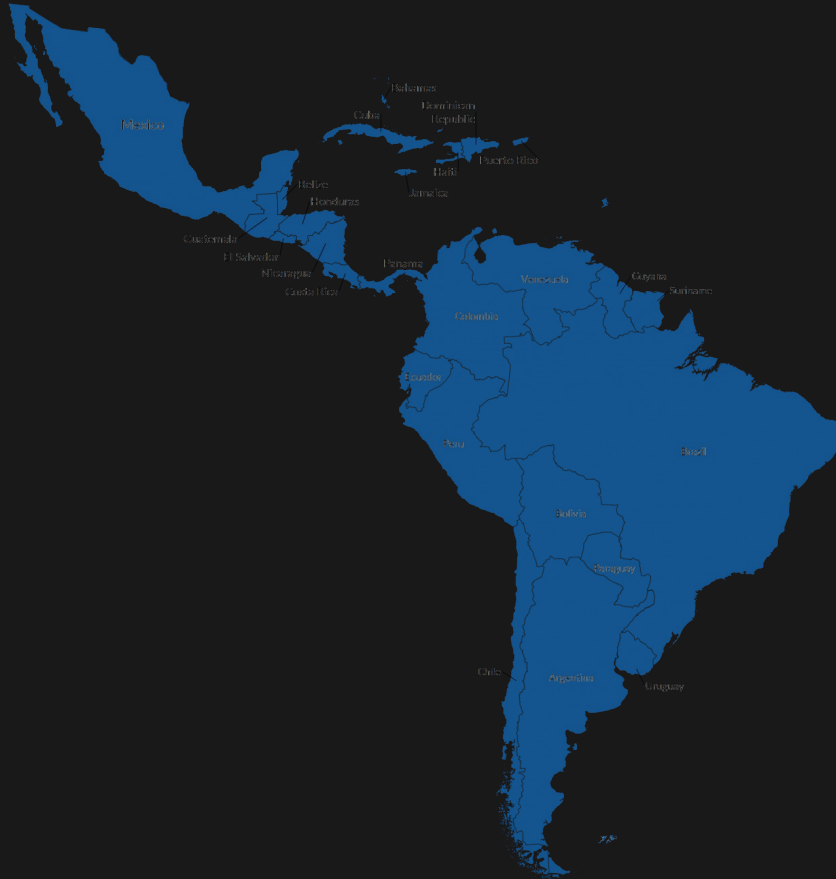 Bahamas
Dominican
Republic
Cuba
Mexico
Puerto Rico
Haiti
Belize
Jamaica
Honduras
Guatemala
El Salvador
Panama
Nicaragua
Guyana
Venezuela
Costa Rica
Suriname
Colombia
Ecuador
Peru
Brazil
Bolivia
Paraguay
Chile
Argentina
Uruguay